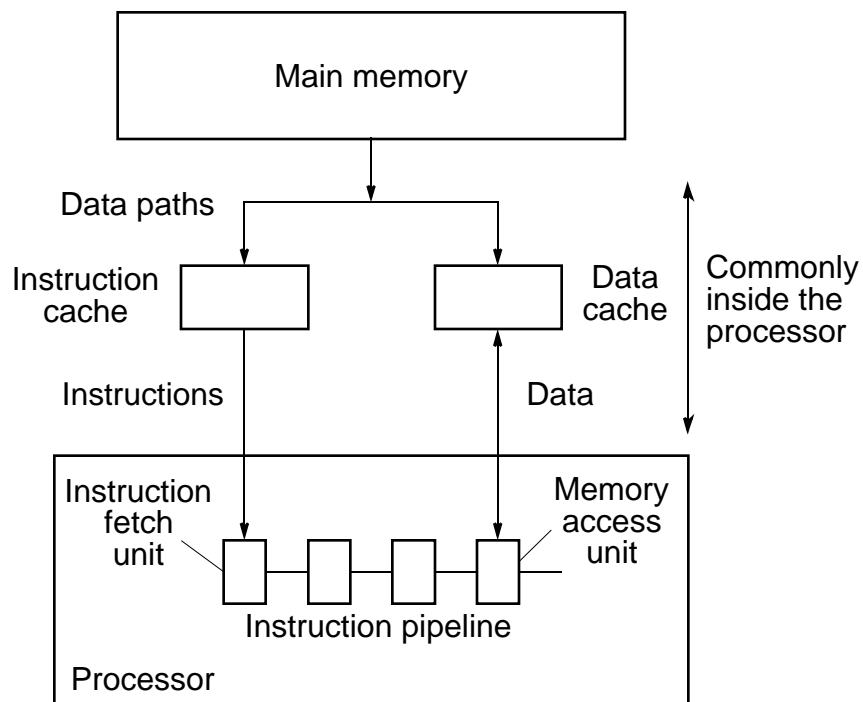 Main memory
Data paths
Instruction
cache
Data
cache
Commonly
inside the
processor
Instructions
Data
Instruction
fetch
unit
Memory
access
unit
Instruction pipeline
Processor